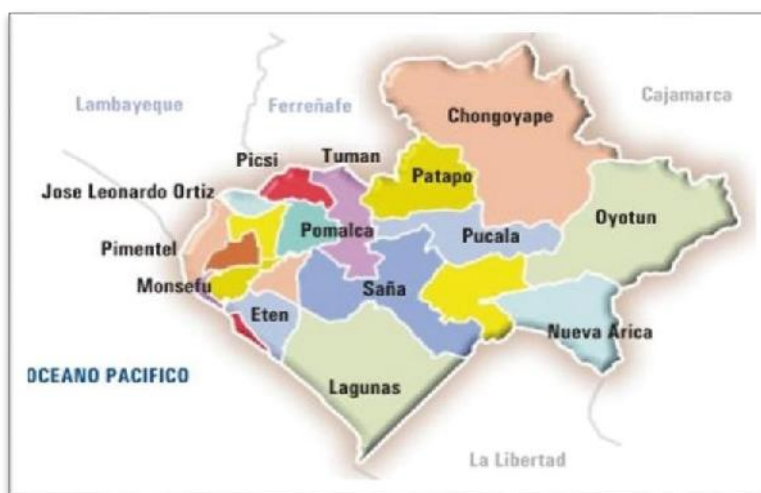 Lambayeque
Ferreñafe
Cajamarca
Chongoyape
Picsi
Tuman
Patapo
Jose Leonardo Ortiz
Oyotun
Pomalca
Pucala
Pimentel
Monsefu
Saña
Eten
Nueva Arica
OCEANO PACIFICO
Lagunas
La Libertad